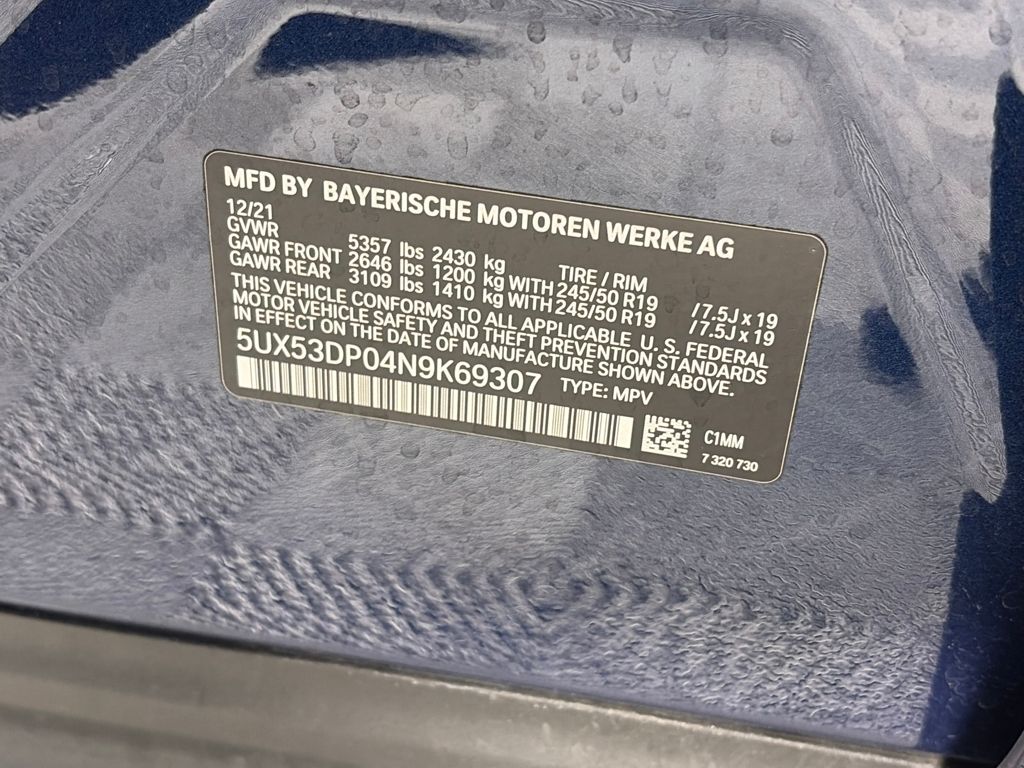 MFD BY BAYERISCHE MOTOREN WERKE AG
12/21
GVWR 5357 lbs 2430 kg TIRE / RIM
GAWR FRONT 2646 lbs 1200 kg WITH 245/50 R19 /7.5J x 19
GAWR REAR 3109 lbs 1410 kg WITH 245/50 R19 /7.5J x 19
THIS VEHICLE CONFORMS TO ALL APPLICABLE U. S. FEDERAL
MOTOR VEHICLE SAFETY AND THEFT PREVENTION STANDARDS
IN EFFECT ON THE DATE OF MANUFACTURE SHOWN ABOVE.
5UX53DP04N9K69307 TYPE: MPV
C1MM
7 320 730